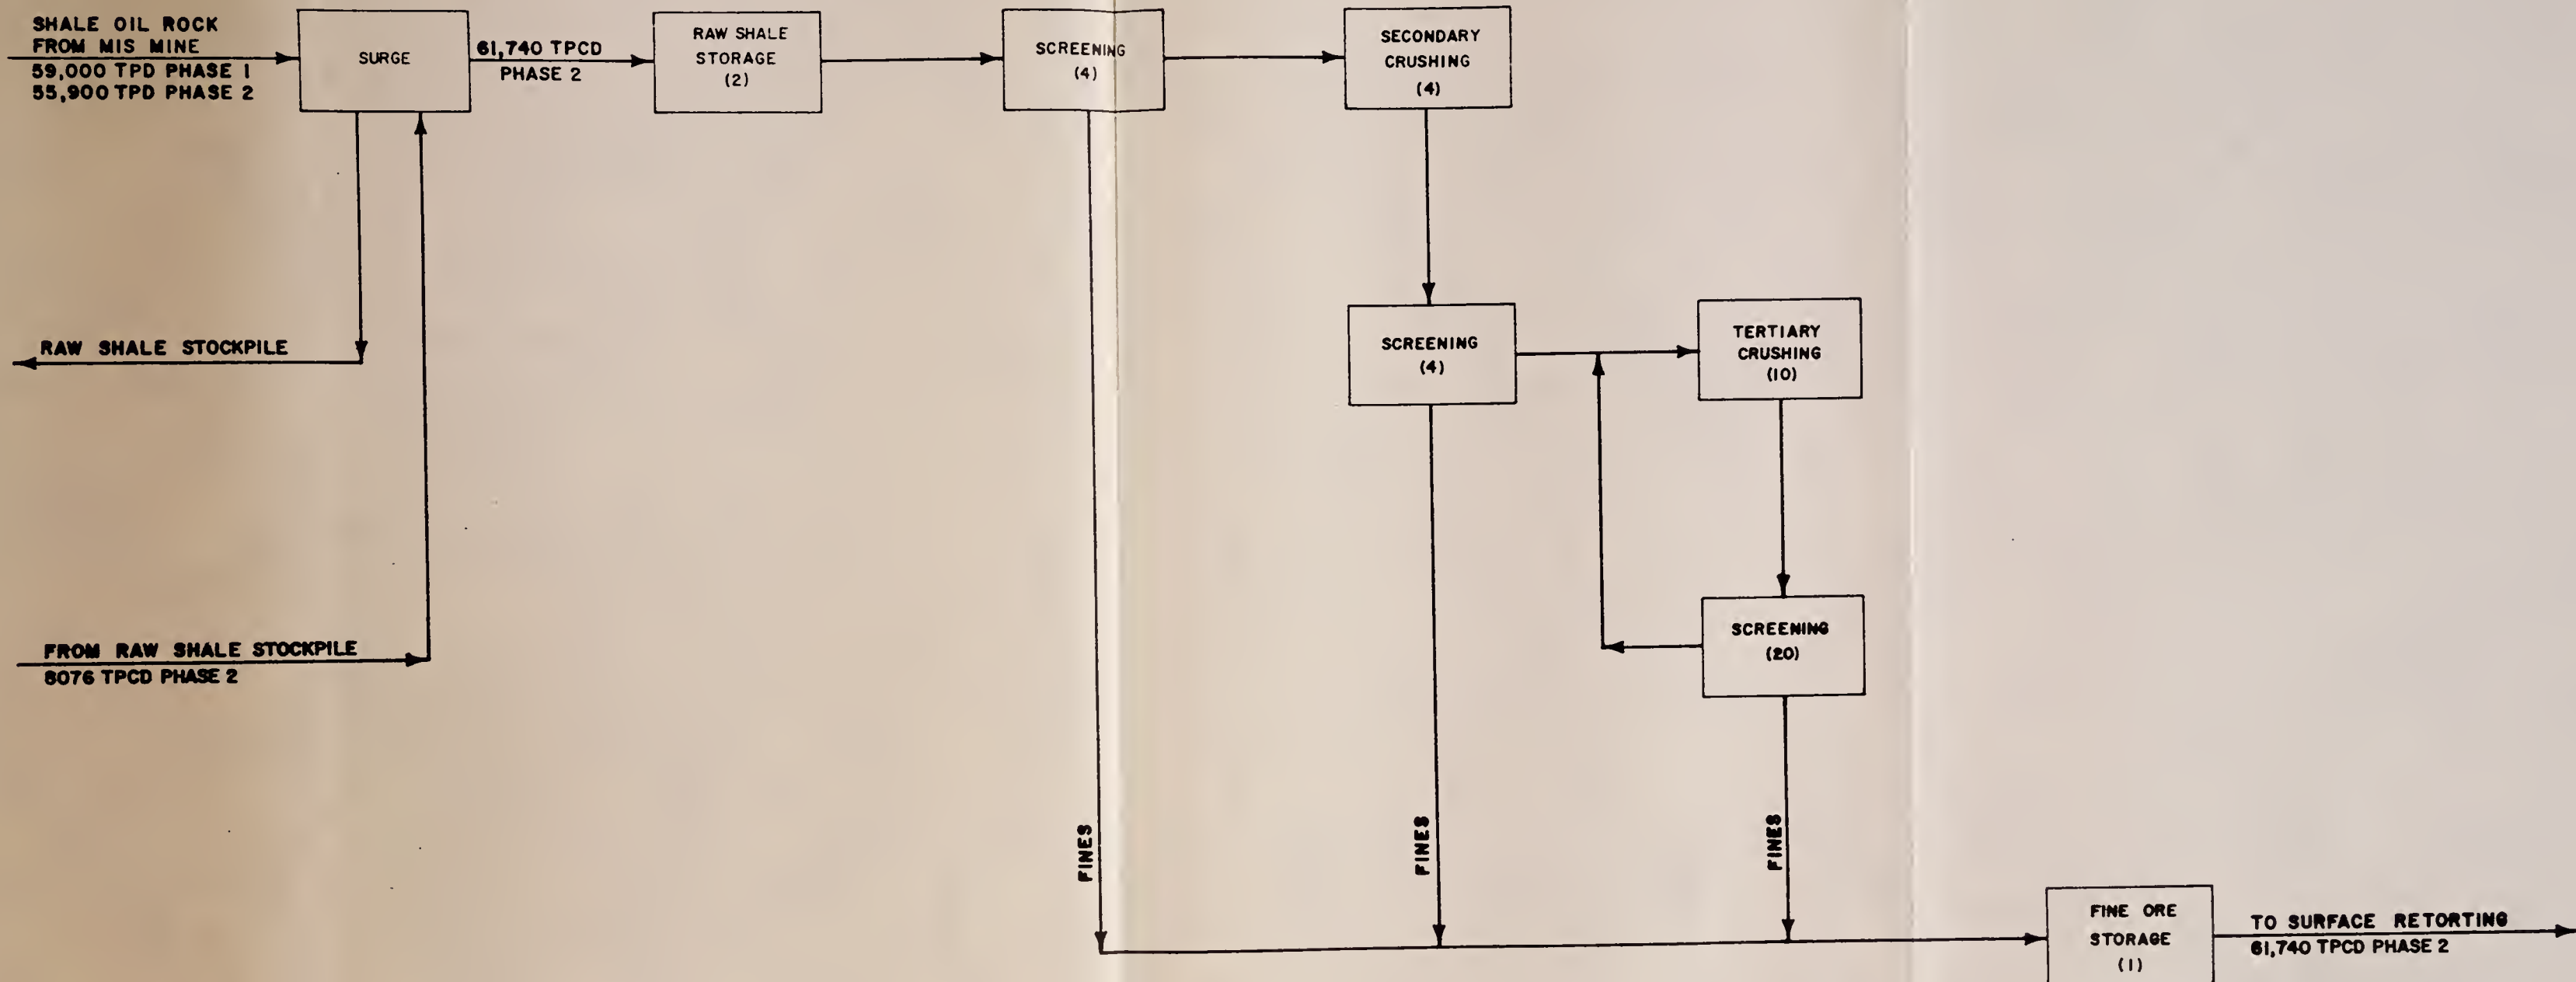 SHALE OIL ROCK
FROM MIS MINE
59,000 TPD PHASE 1
55,900 TPD PHASE 2
SURGE
61,740 TPCD
PHASE 2
RAW SHALE
STORAGE
(2)
SCREENING
(4)
SECONDARY
CRUSHING
(4)
RAW SHALE STOCKPILE
SCREENING
(4)
TERTIARY
CRUSHING
(10)
FROM RAW SHALE STOCKPILE
8076 TPCD PHASE 2
SCREENING
(20)
FINES
FINES
FINES
FINE ORE
STORAGE
(1)
TO SURFACE RETORTING
61,740 TPCD PHASE 2